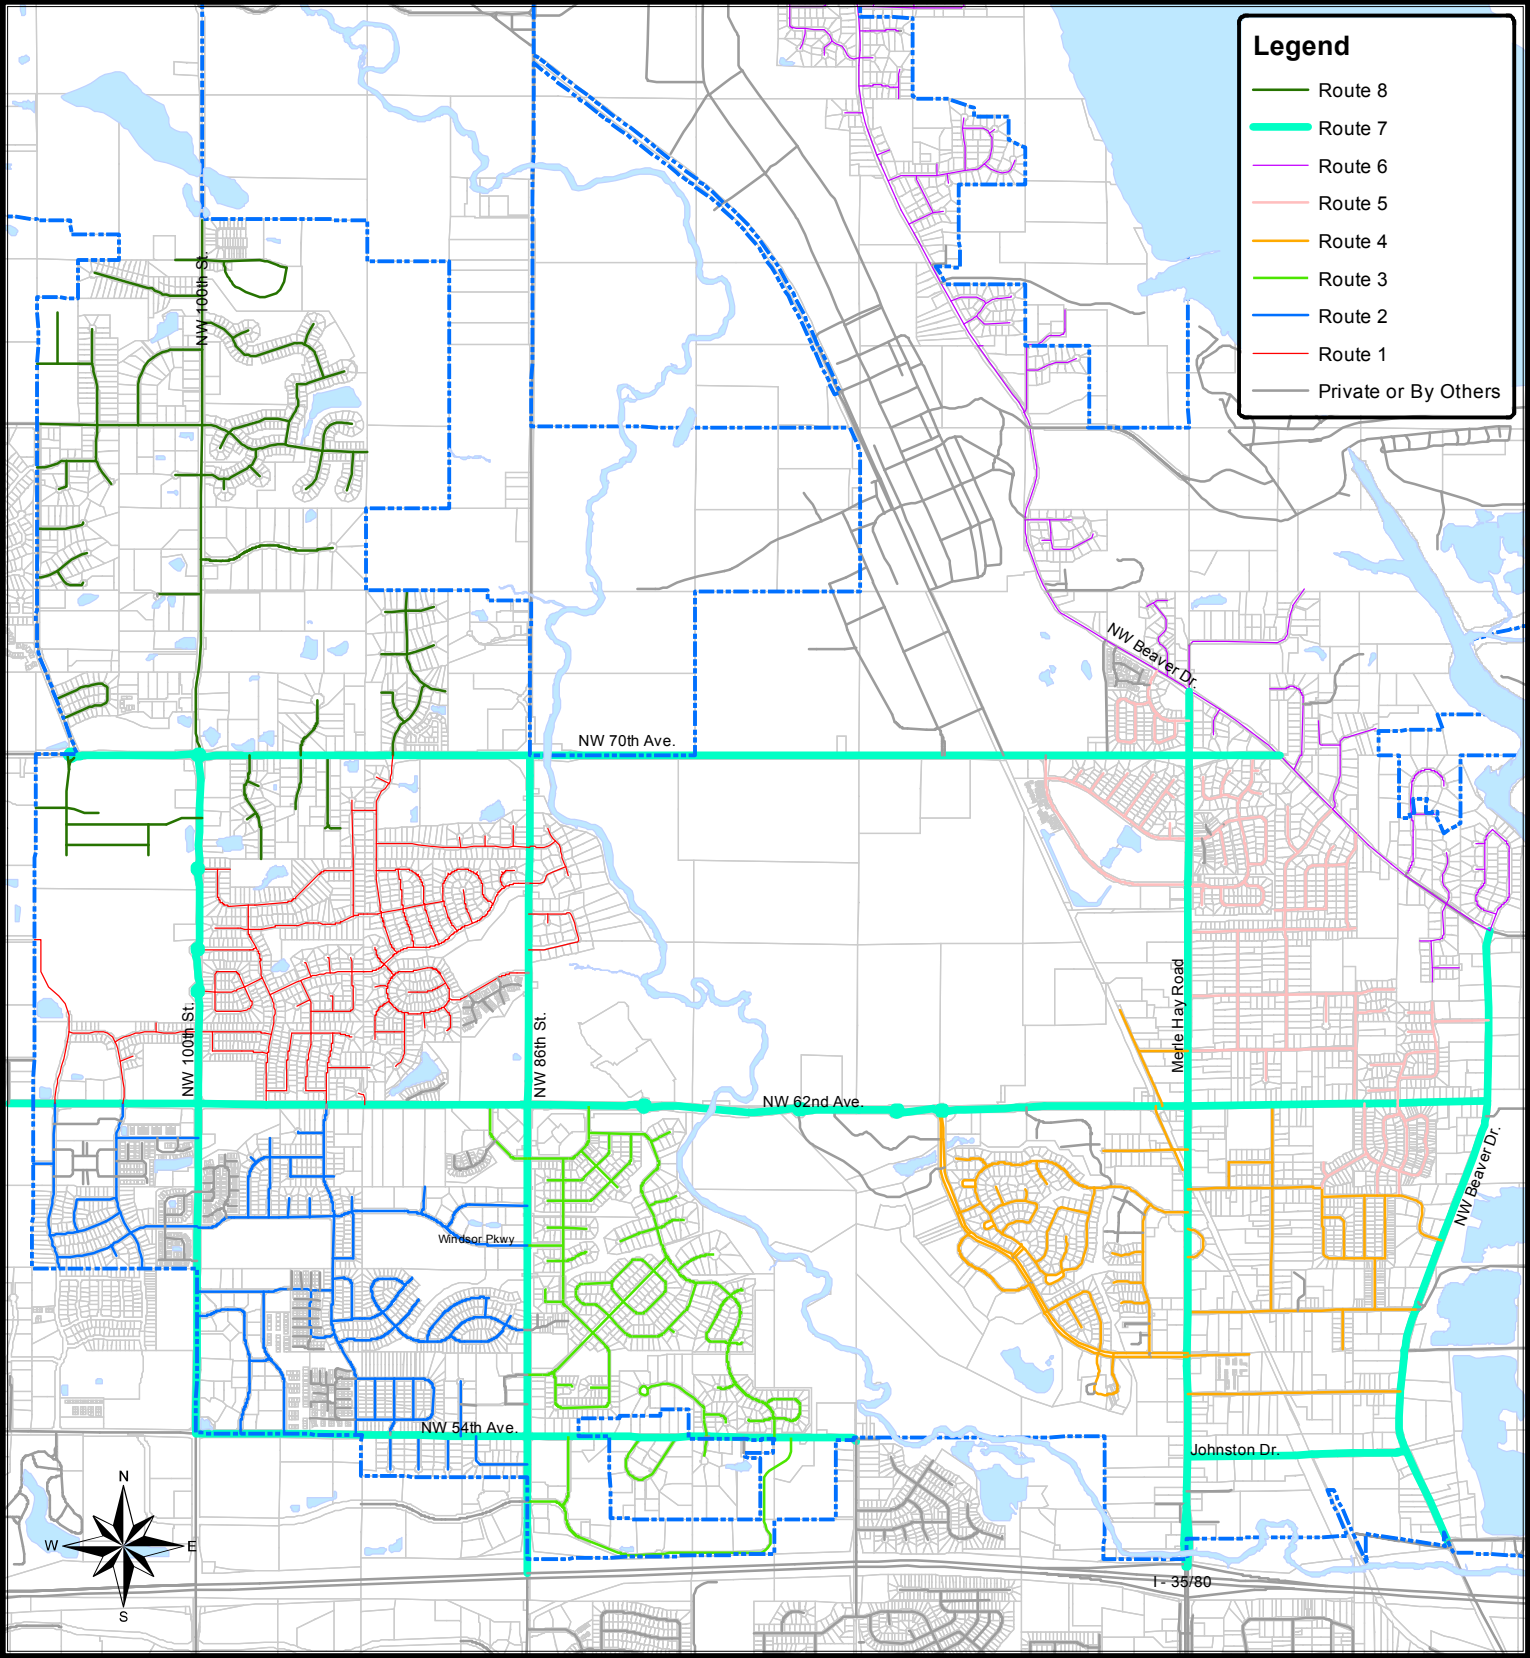 Legend
Route 8
Route 7
Route 6
Route 5
Route 4
Route 3
Route 2
Route 1
Private or By Others
NW 100th St.
NW Beaver Dr.
NW 70th Ave.
Merle Hay Road
NW 100th St.
NW 86th St.
NW 62nd Ave.
NW Beaver Dr.
Windsor Pkwy
NW 54th Ave.
Johnston Dr.
N
W
E
S
I - 35/80